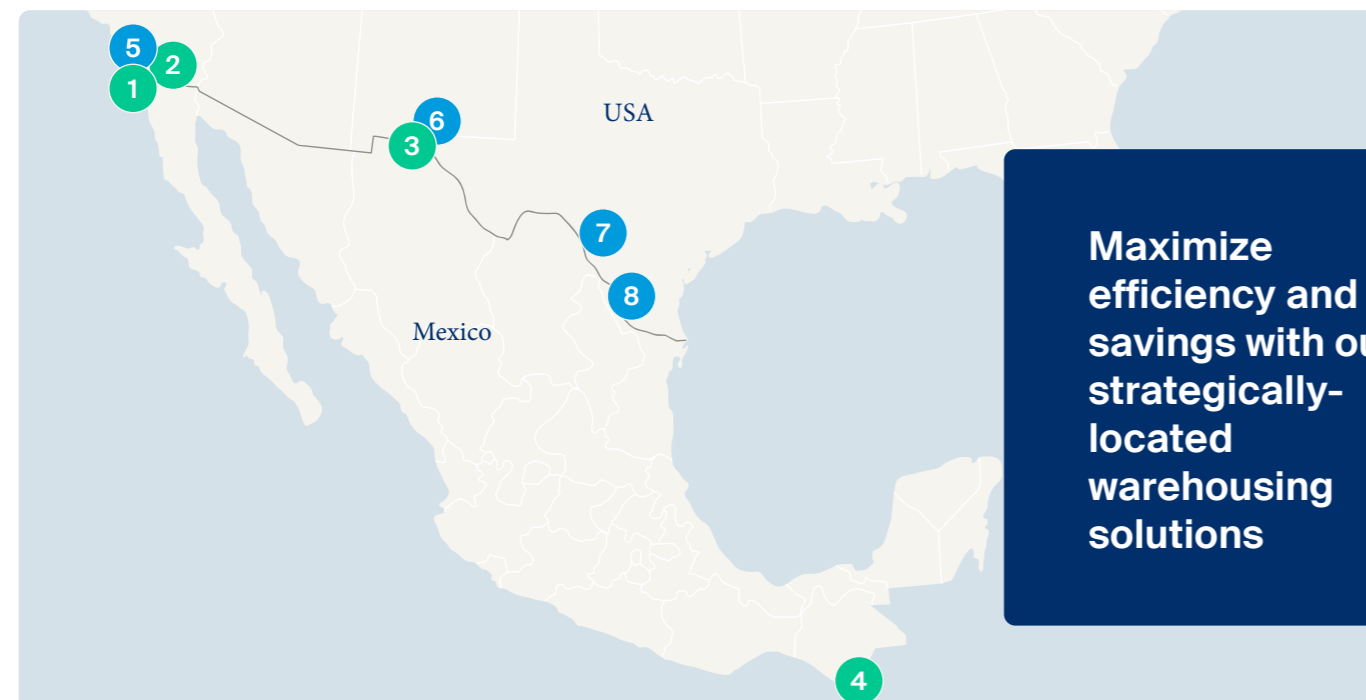 5
2
1
USA
6
3
7
8
Mexico
4
Maximize
efficiency and
savings with
strategically-
located
warehousing
solutions